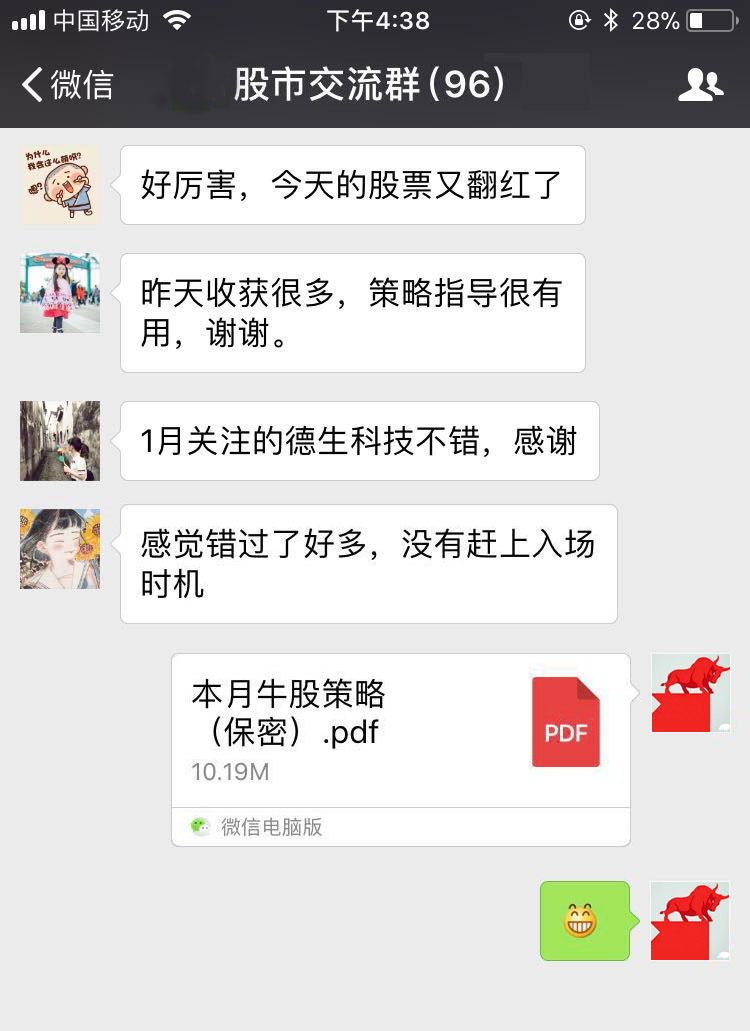 中国移动 下午4:38 28%
微信 股市交流群(96)
为什么
我会这么萌呢?
嗯?
好厉害，今天的股票又翻红了
昨天收获很多，策略指导很有
用，谢谢。
1月关注的德生科技不错，感谢
感觉错过了好多，没有赶上入场
时机
本月牛股策略
（保密）.pdf
PDF
10.19M
微信电脑版